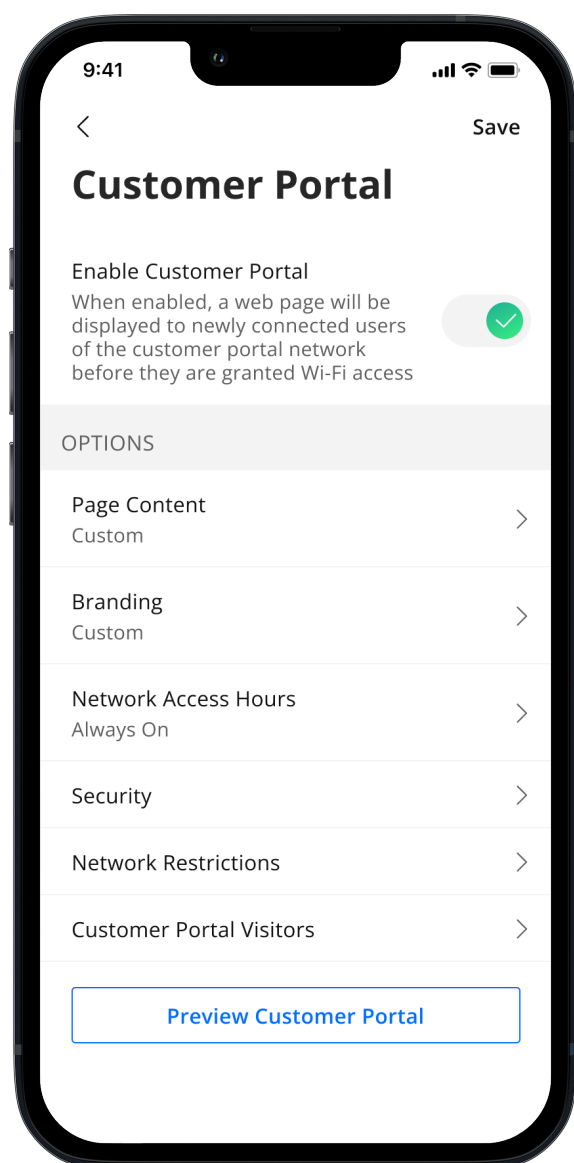 9:41
Save
Customer Portal
Enable Customer Portal
When enabled, a web page will be
displayed to newly connected users
of the customer portal network
before they are granted Wi-Fi access
OPTIONS
Page Content
Custom
Branding
Custom
Network Access Hours
Always On
Security
Network Restrictions
Customer Portal Visitors
Preview Customer Portal